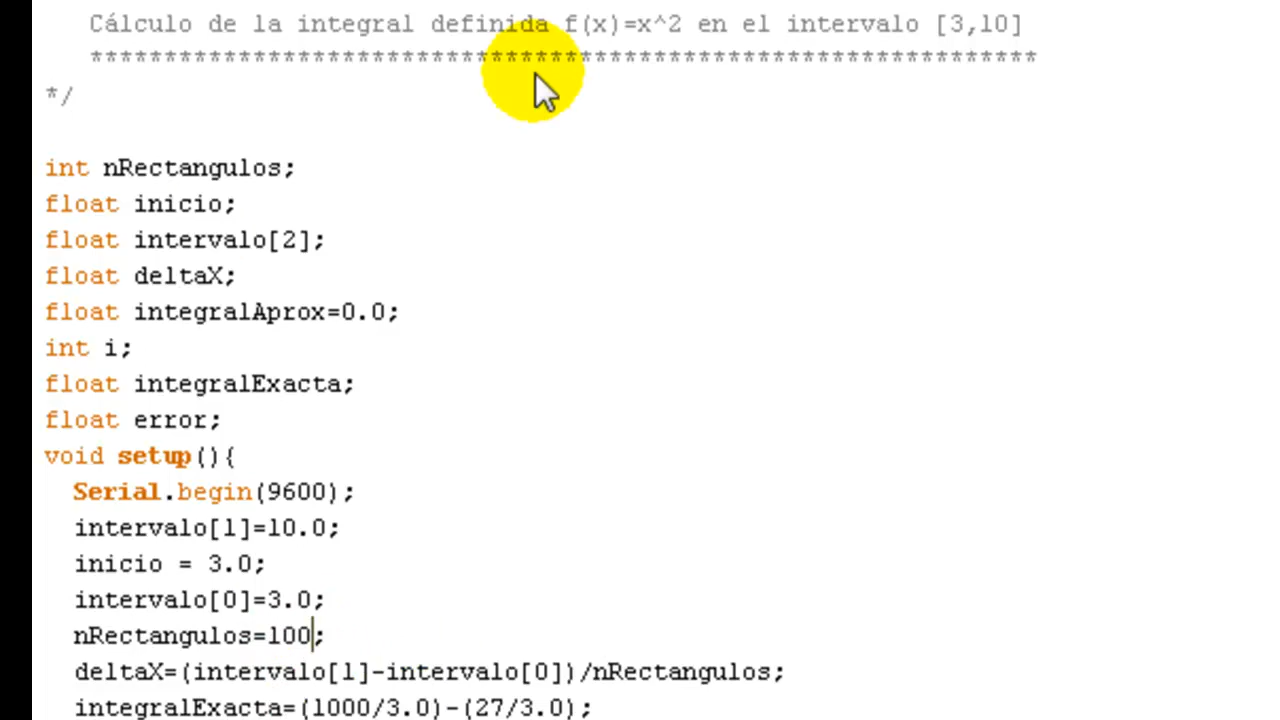 Cálculo de la integral definida f(x)=x^2 en el intervalo [3,10]
****************************************************************
*/
int nRectangulos;
float inicio;
float intervalo[2];
float deltaX;
float integralAprox=0.0;
int i;
float integralExacta;
float error;
void setup(){
Serial.begin(9600);
intervalo[1]=10.0;
inicio = 3.0;
intervalo[0]=3.0;
nRectangulos=100;
deltaX=(intervalo[1]-intervalo[0])/nRectangulos;
integralExacta=(1000/3.0)-(27/3.0);